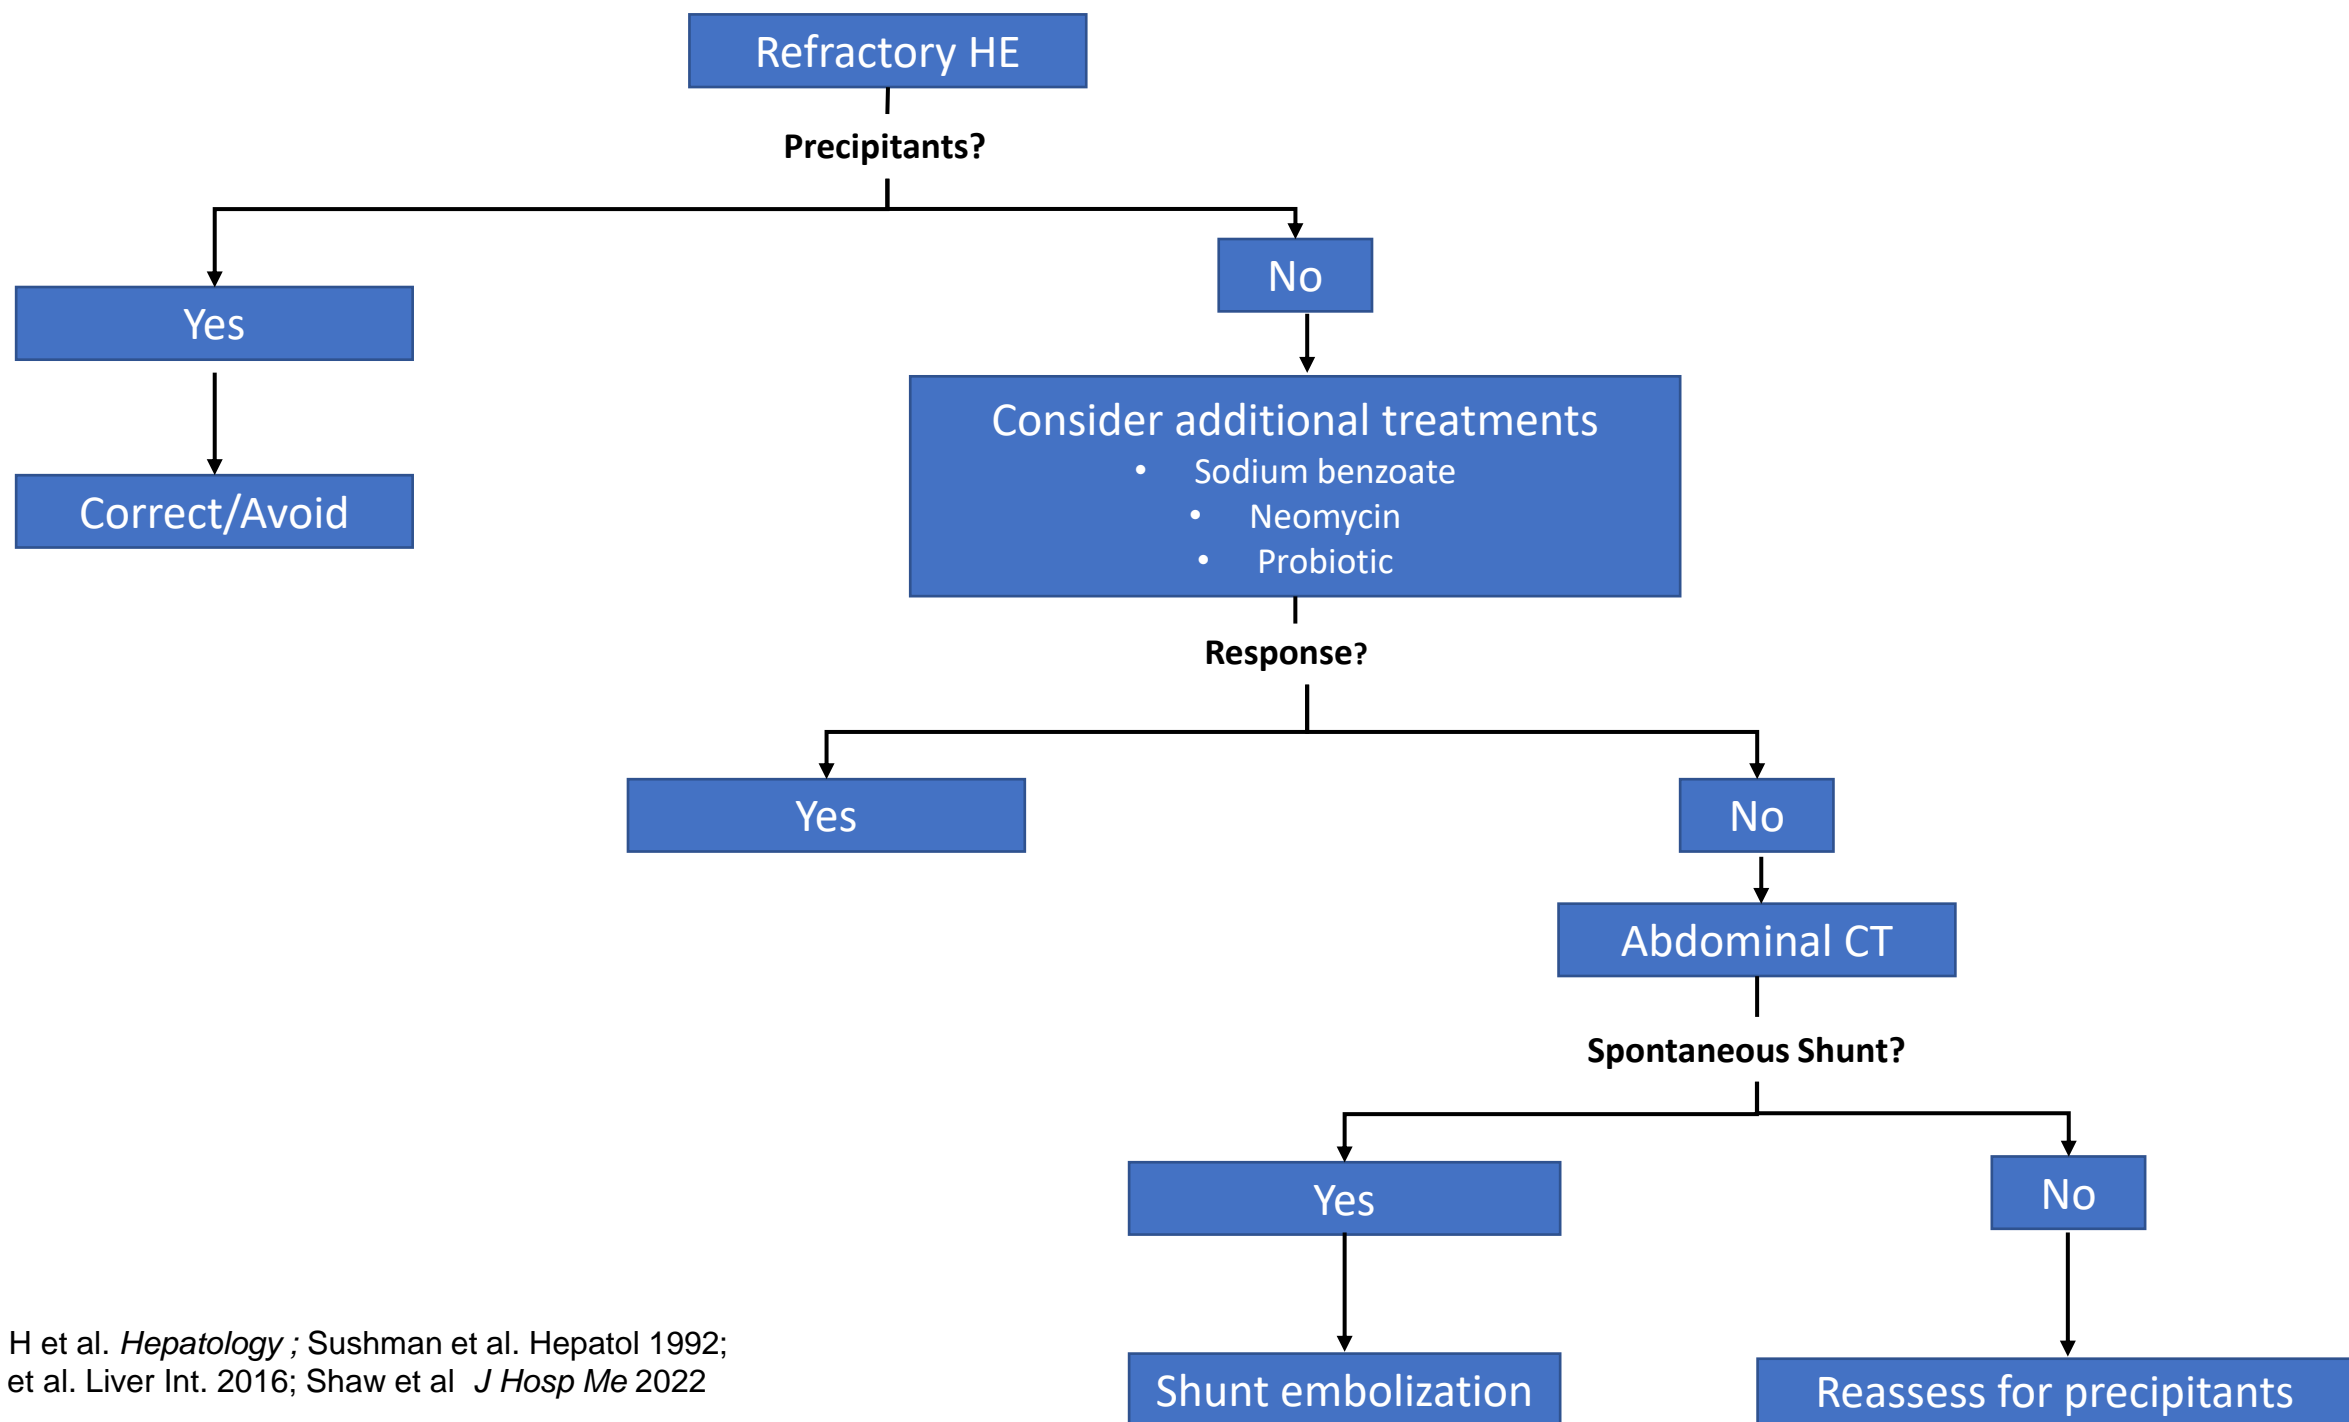 Refractory HE
Precipitants?
No
Yes
Consider additional treatments
• Sodium benzoate
• Neomycin
• Probiotic
Correct/Avoid
Response?
Yes
No
Abdominal CT
Spontaneous Shunt?
Yes
No
Shunt embolization
Reassess for precipitants
H et al. Hepatology ; Sushman et al. Hepatol 1992;
et al. Liver Int. 2016; Shaw et al J Hosp Me 2022